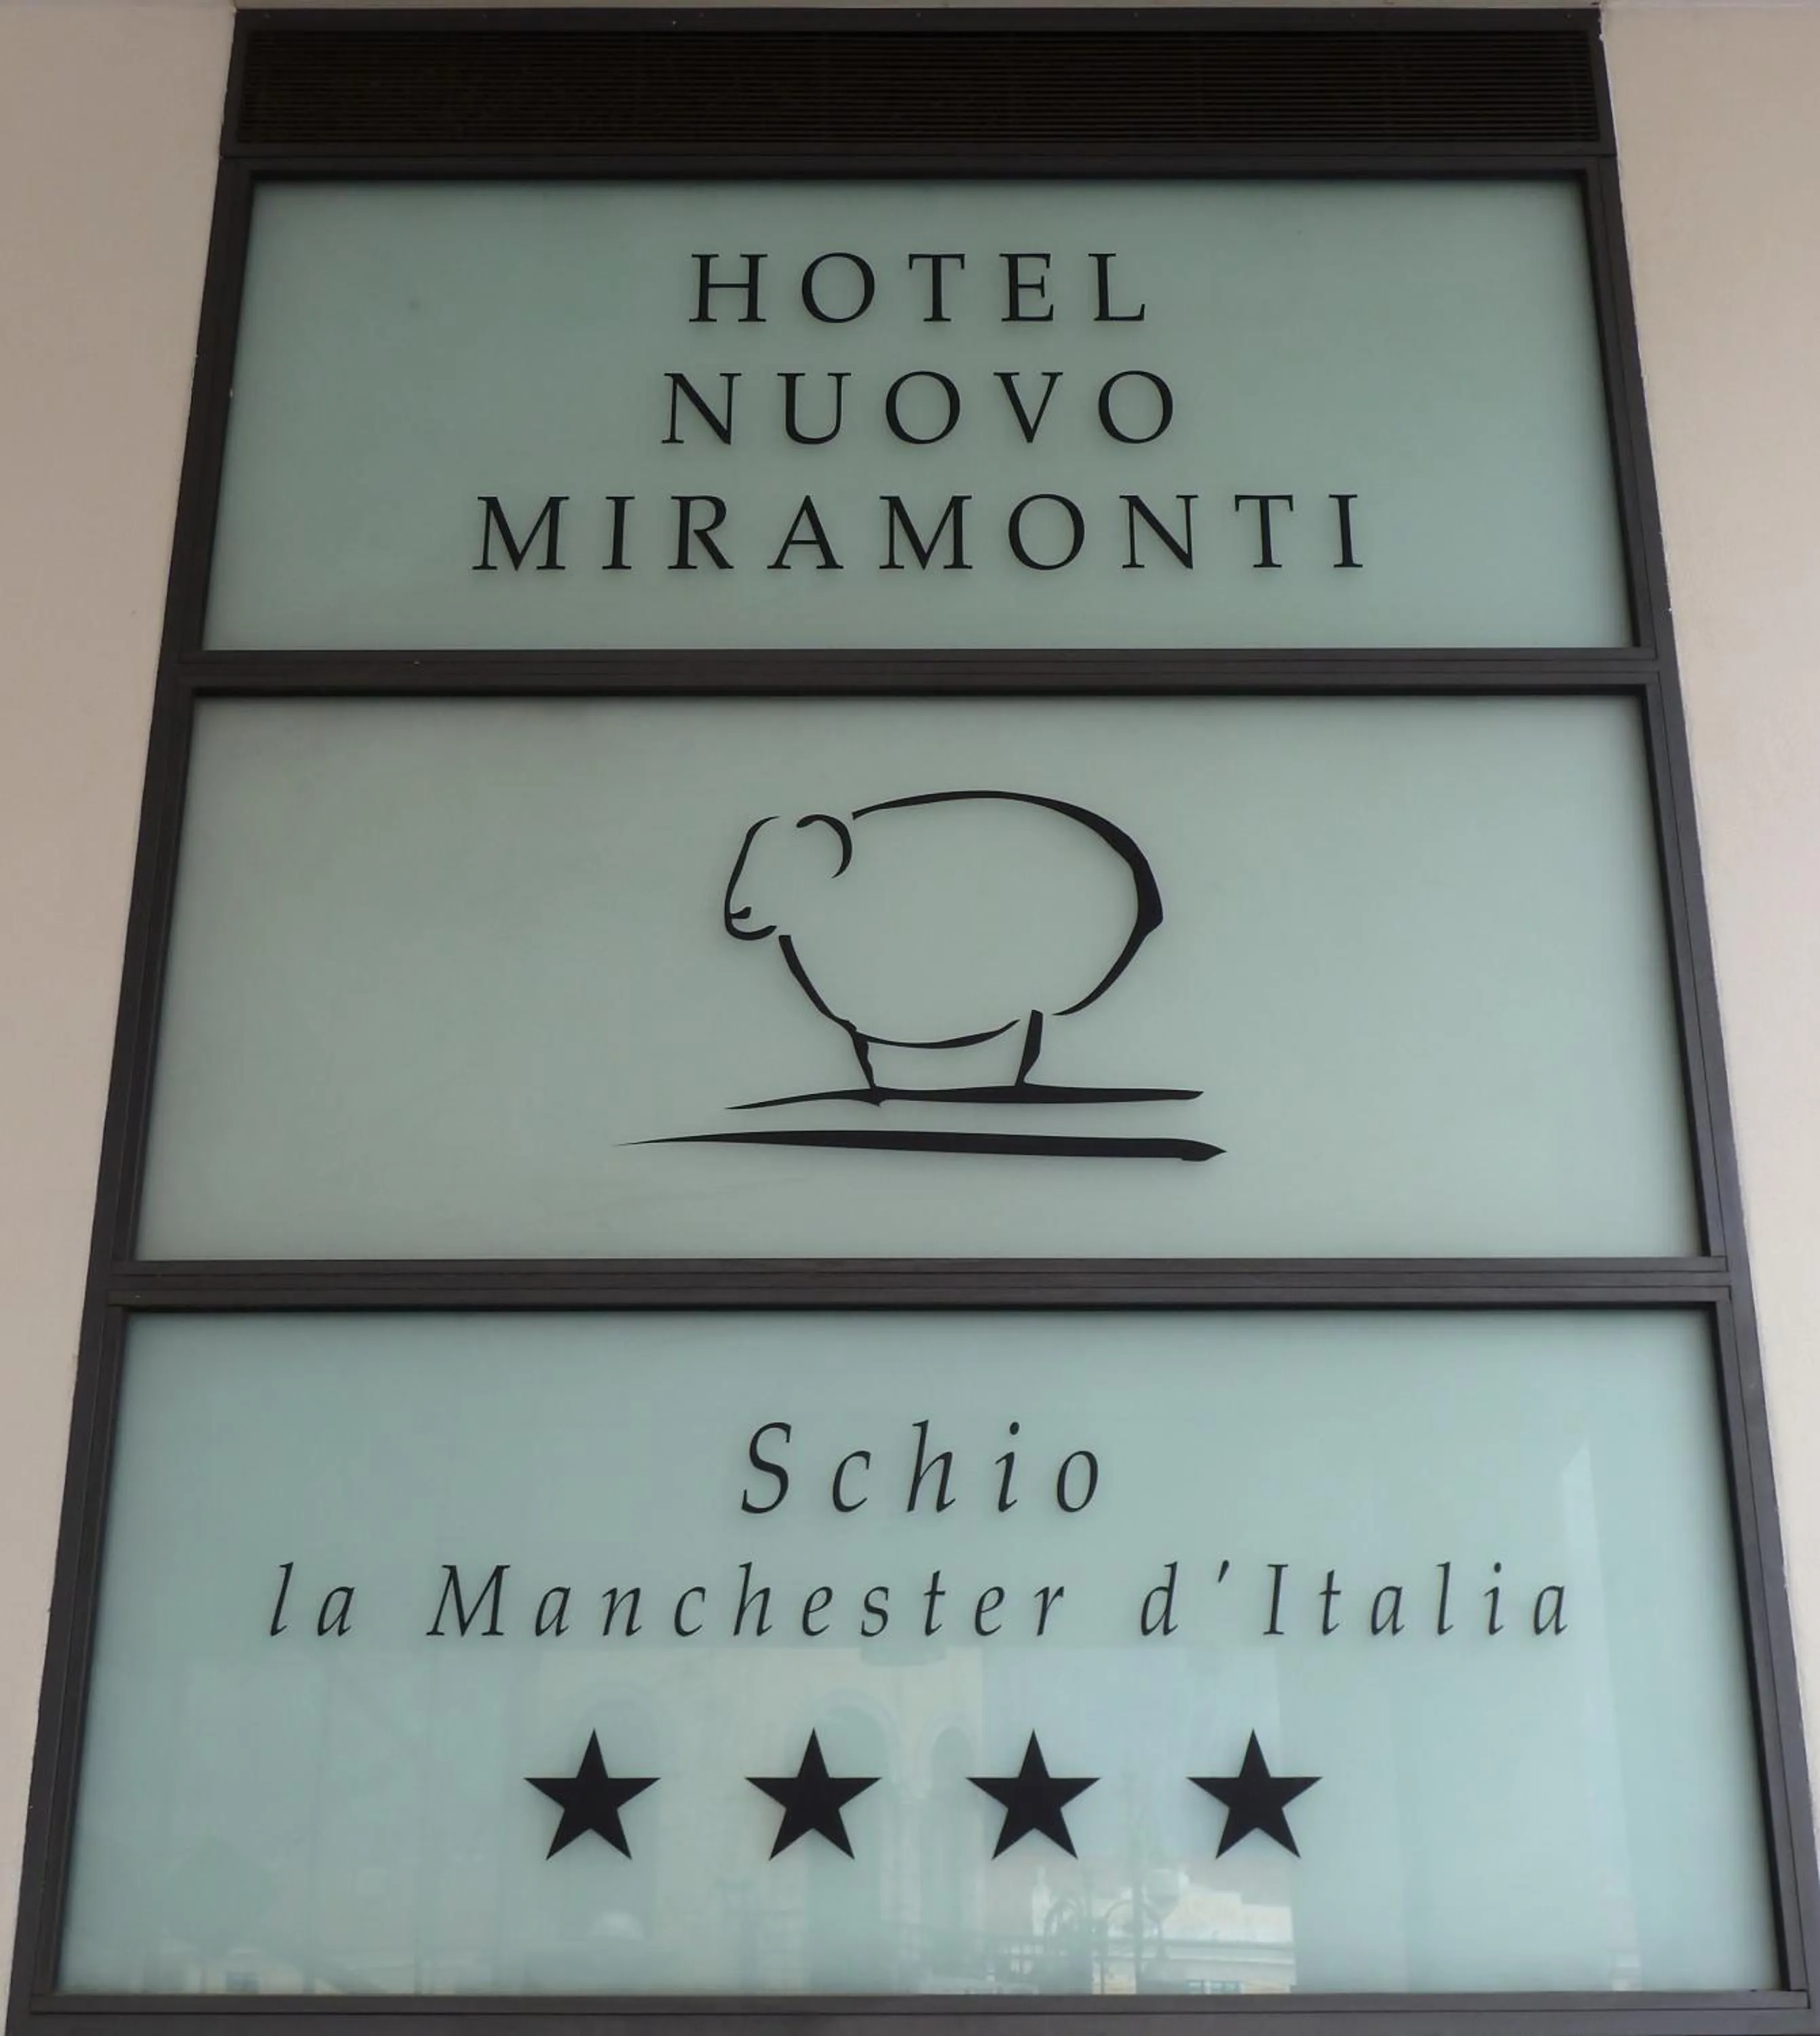 HOTEL
NUOVO
MIRAMONTI
Schio
la Manchester d'Italia